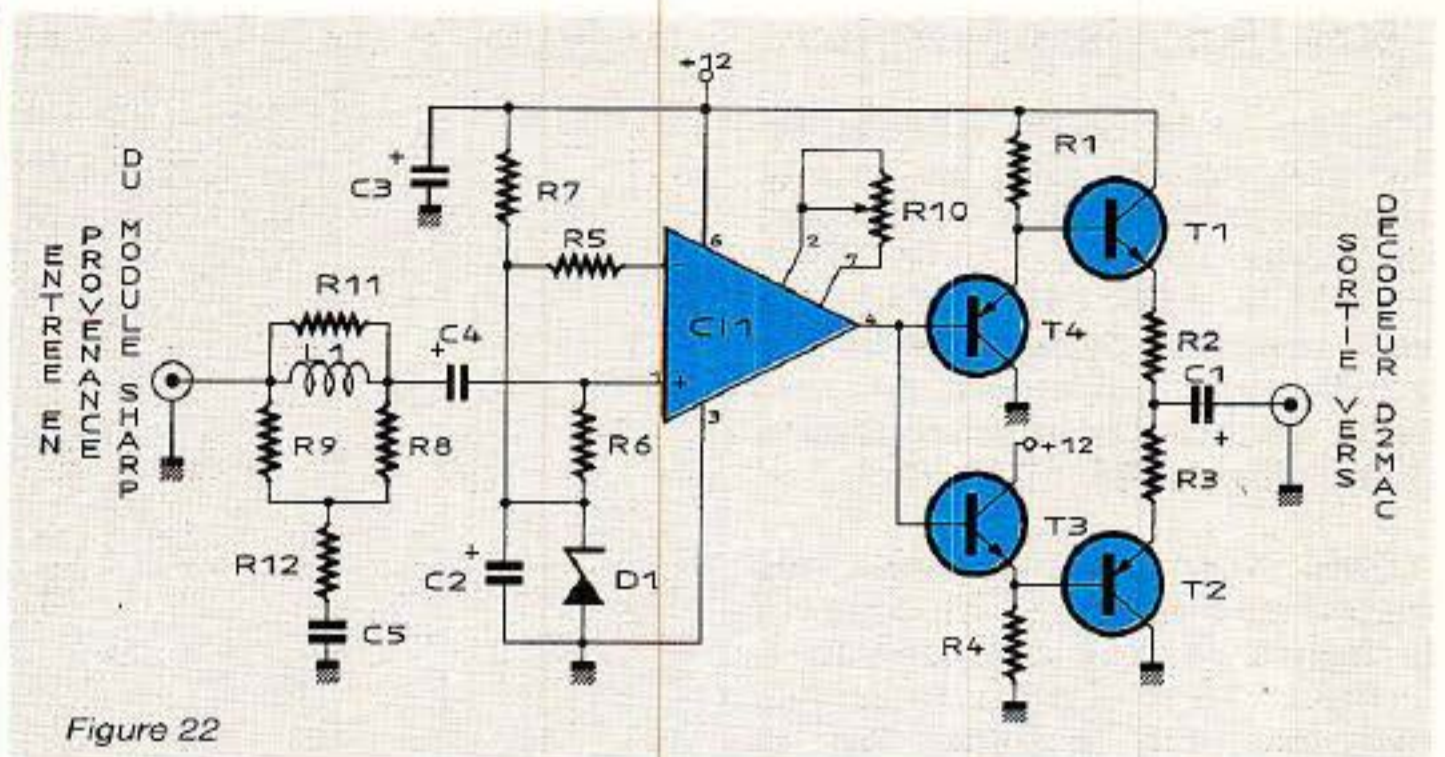 +12
ENTREE EN
PROVENANCE
DU MODULE SHARP
C3
+
R7
R5
R11
L1
C4
+
R9
R8
R6
R12
C5
C2
+
D1
-
+
CI1
6
2
7
4
3
R10
R1
T1
T4
R2
C1
+
+12
T3
R3
T2
R4
SORTIE VERS
DECODEUR D2MAC
Figure 22